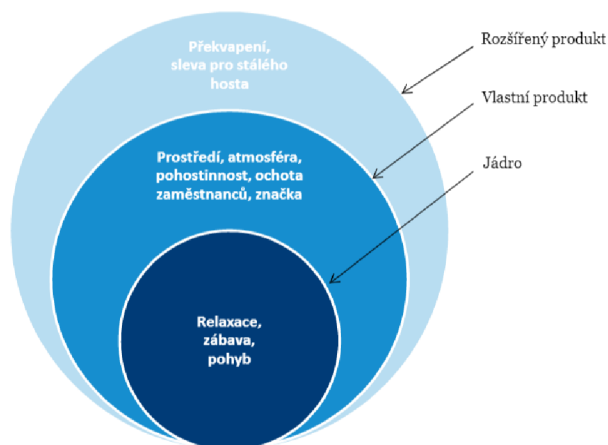 Překvapení,
sleva pro stálého
hosta
Rozšířený produkt
Vlastní produkt
Prostředí, atmosféra,
pohostinnost, ochota
zaměstnanců, značka
Jádro
Relaxace,
zábava,
pohyb